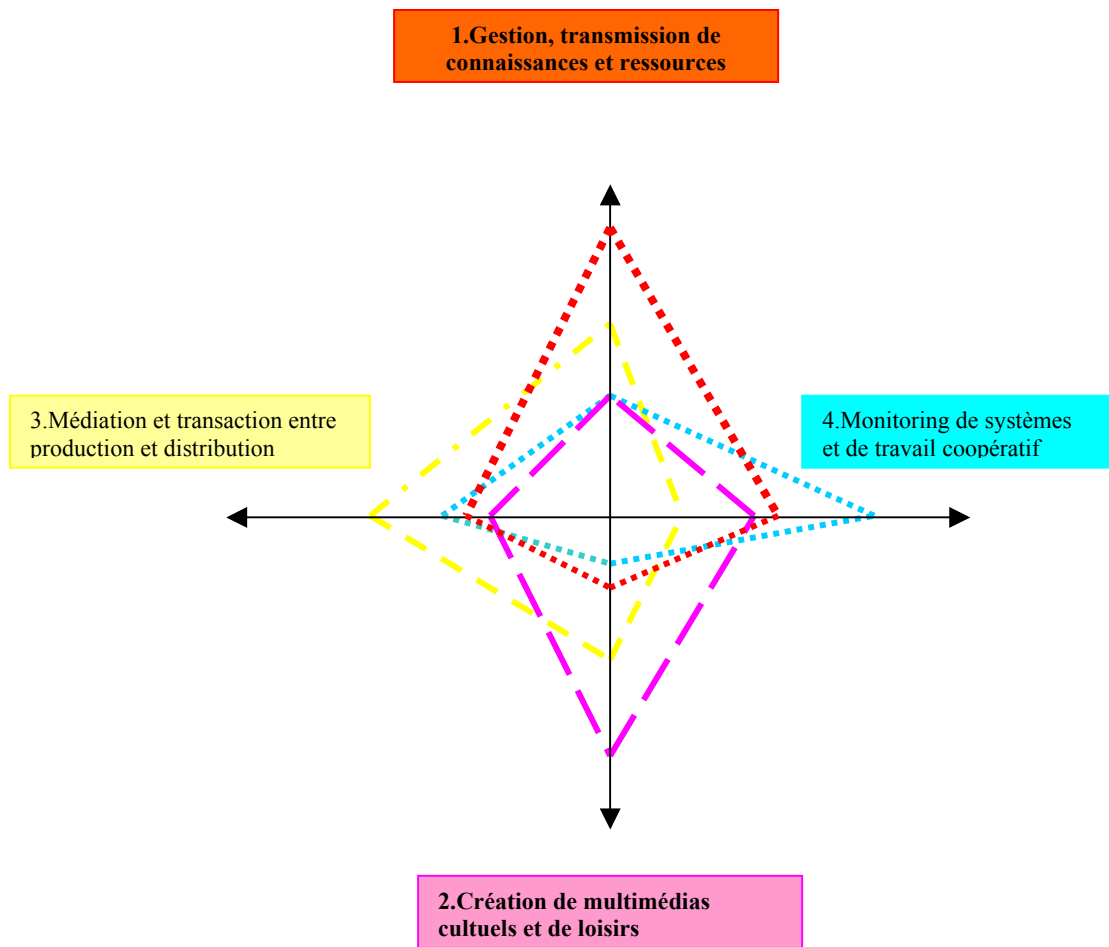 1.Gestion, transmission de
connaissances et ressources
3.Médiation et transaction entre
production et distribution
4.Monitoring de systèmes
et de travail coopératif
2.Création de multimédias
cultuels et de loisirs